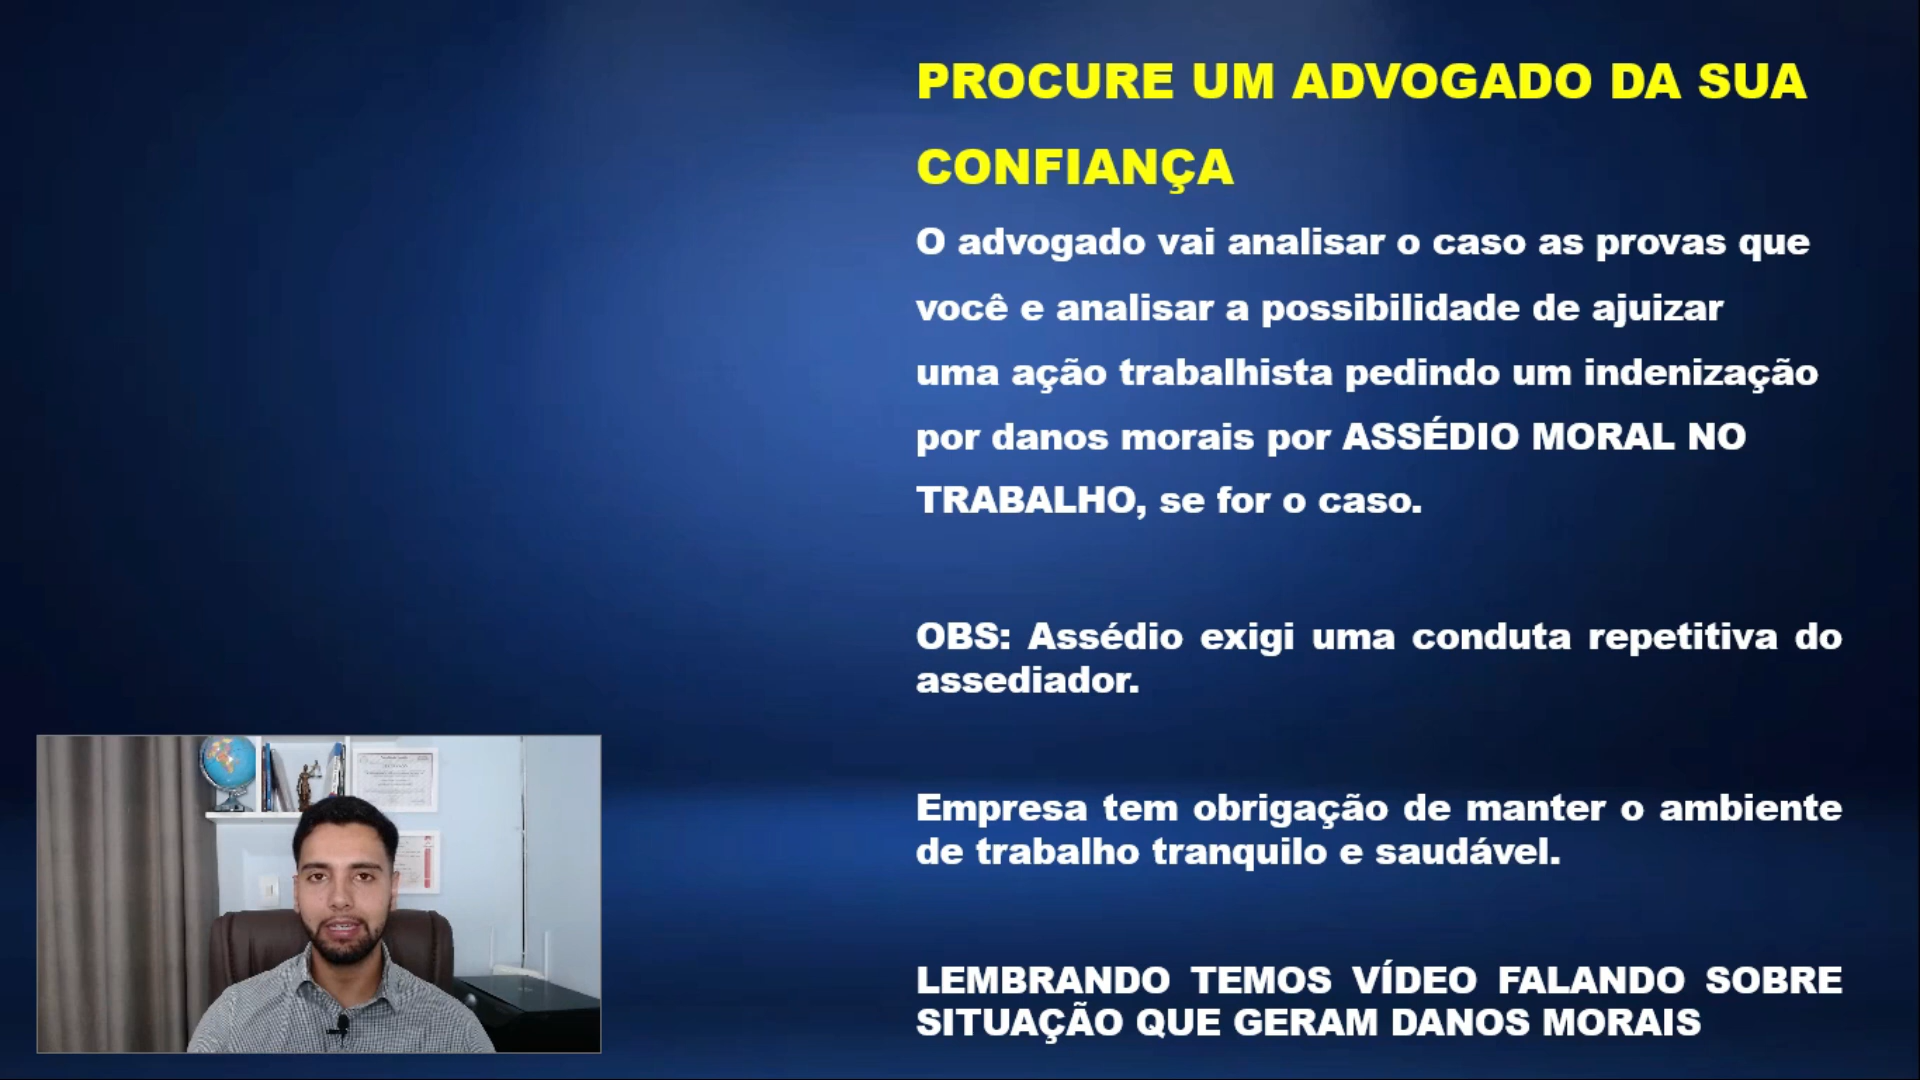 PROCURE UM ADVOGADO DA SUA
CONFIANÇA
O advogado vai analisar o caso as provas que
você e analisar a possibilidade de ajuizar
uma ação trabalhista pedindo um indenização
por danos morais por ASSÉDIO MORAL NO
TRABALHO, se for o caso.
OBS: Assédio exigi uma conduta repetitiva do
assediador.
Empresa tem obrigação de manter o ambiente
de trabalho tranquilo e saudável.
LEMBRANDO TEMOS VÍDEO FALANDO SOBRE
SITUAÇÃO QUE GERAM DANOS MORAIS